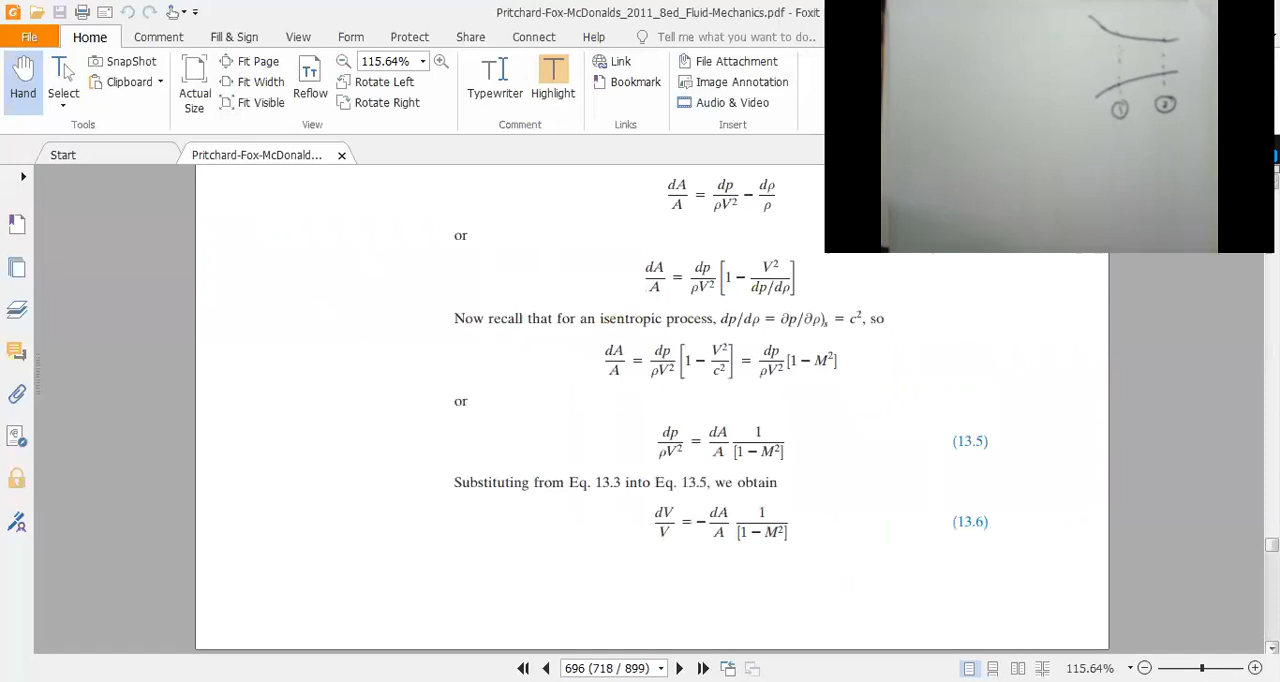 Pritchard-Fox-McDonalds_2011_8ed_Fluid-Mechanics.pdf - Foxit
File Home Comment Fill & Sign View Form Protect Share Connect Help Tell me what you want to do...
Hand Select SnapShot Clipboard Actual Size Fit Page Fit Width Fit Visible Reflow 115.64% Rotate Left Rotate Right Typewriter Highlight Link Bookmark File Attachment Image Annotation Audio & Video
Tools View Comment Links Insert
Start Pritchard-Fox-McDonald...
① ②
dA/A = dp/ρV² − dρ/ρ
or
dA/A = dp/ρV² [1 − V²/(dp/dρ)]
Now recall that for an isentropic process, dp/dρ = ∂p/∂ρ)s = c², so
dA/A = dp/ρV² [1 − V²/c²] = dp/ρV² [1 − M²]
or
dp/ρV² = dA/A 1/[1 − M²] (13.5)
Substituting from Eq. 13.3 into Eq. 13.5, we obtain
dV/V = − dA/A 1/[1 − M²] (13.6)
696 (718 / 899) 115.64%